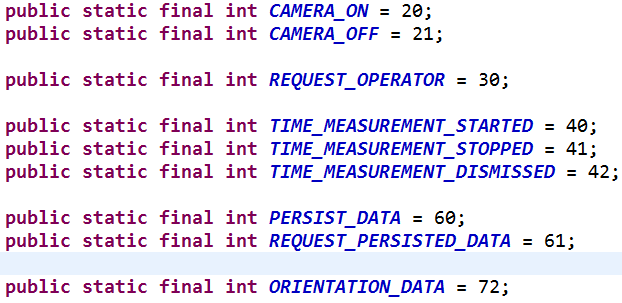 public static final int CAMERA_ON = 20;
public static final int CAMERA_OFF = 21;
public static final int REQUEST_OPERATOR = 30;
public static final int TIME_MEASUREMENT_STARTED = 40;
public static final int TIME_MEASUREMENT_STOPPED = 41;
public static final int TIME_MEASUREMENT_DISMISSED = 42;
public static final int PERSIST_DATA = 60;
public static final int REQUEST_PERSISTED_DATA = 61;
public static final int ORIENTATION_DATA = 72;